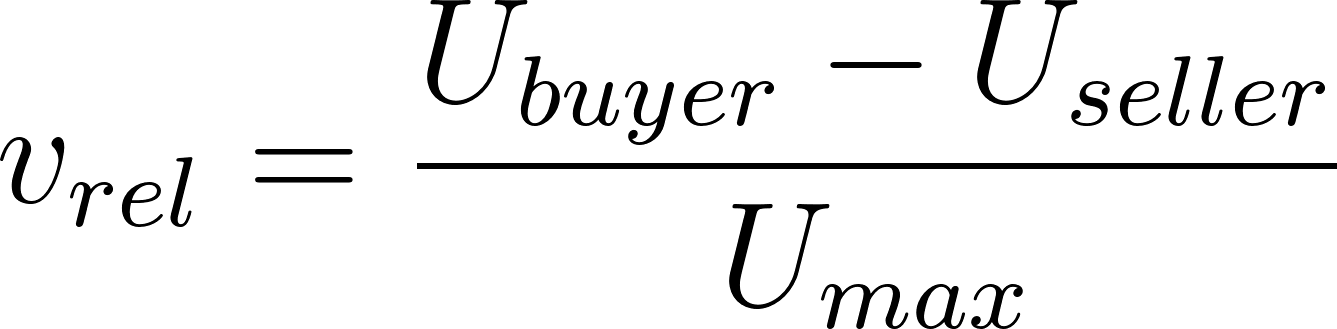 v_{rel} = \frac{U_{buyer} - U_{seller}}{U_{max}}